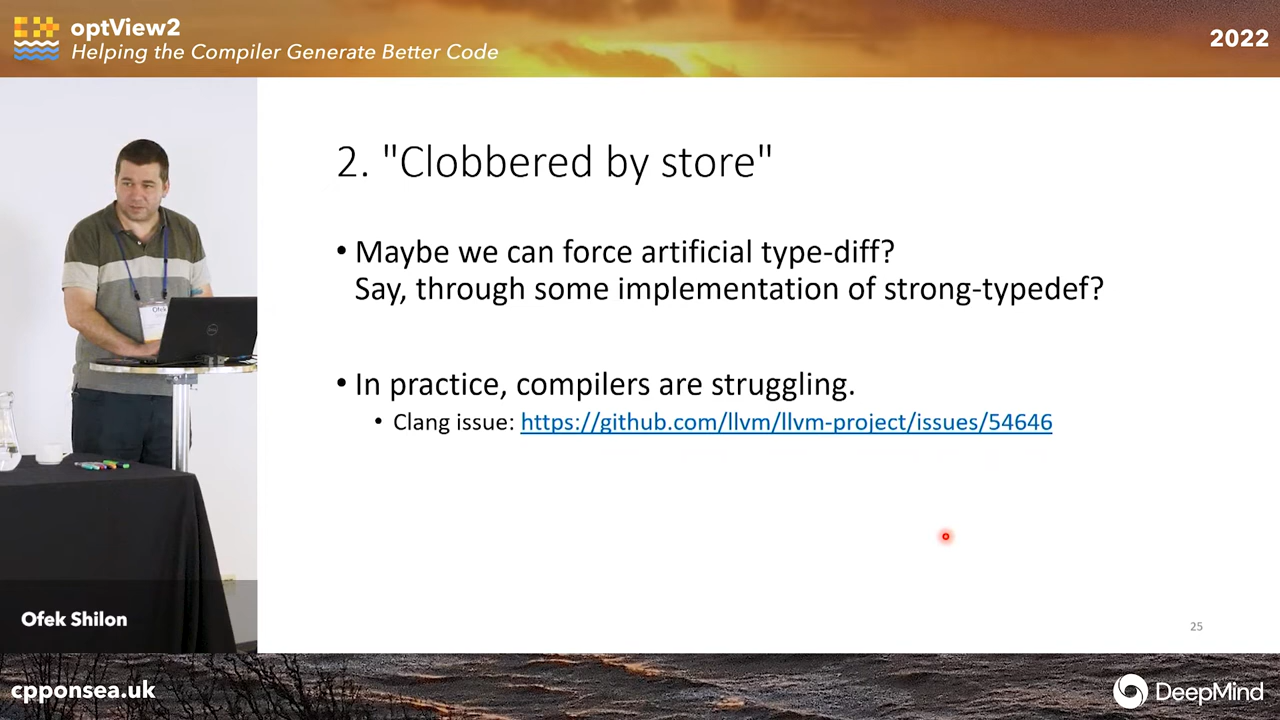 optView2
Helping the Compiler Generate Better Code
2022
2. "Clobbered by store"
• Maybe we can force artificial type-diff?
Say, through some implementation of strong-typedef?
• In practice, compilers are struggling.
• Clang issue: https://github.com/llvm/llvm-project/issues/54646
25
Ofek
Ofek Shilon
cpponsea.uk
DeepMind